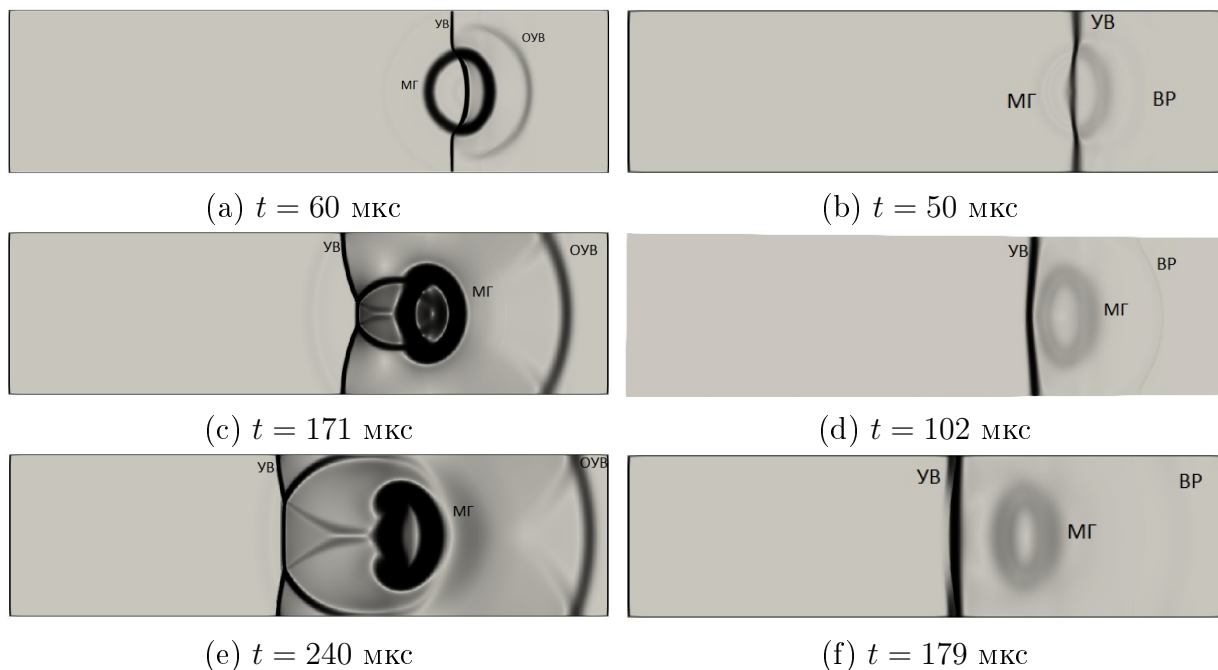 УВ
ОУВ
МГ
УВ
МГ
ВР
(a) t = 60 мкс
(b) t = 50 мкс
УВ
ОУВ
МГ
УВ
ВР
МГ
(c) t = 171 мкс
(d) t = 102 мкс
УВ
ОУВ
МГ
УВ
ВР
МГ
(e) t = 240 мкс
(f) t = 179 мкс